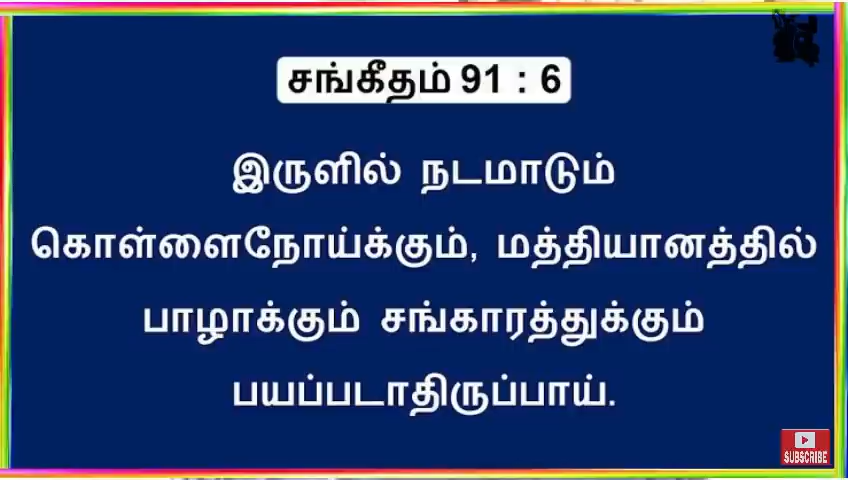 சங்கீதம் 91 : 6
இருளில் நடமாடும்
கொள்ளைநோய்க்கும், மத்தியானத்தில்
பாழாக்கும் சங்காரத்துக்கும்
பயப்படாதிருப்பாய்.
SUBSCRIBE